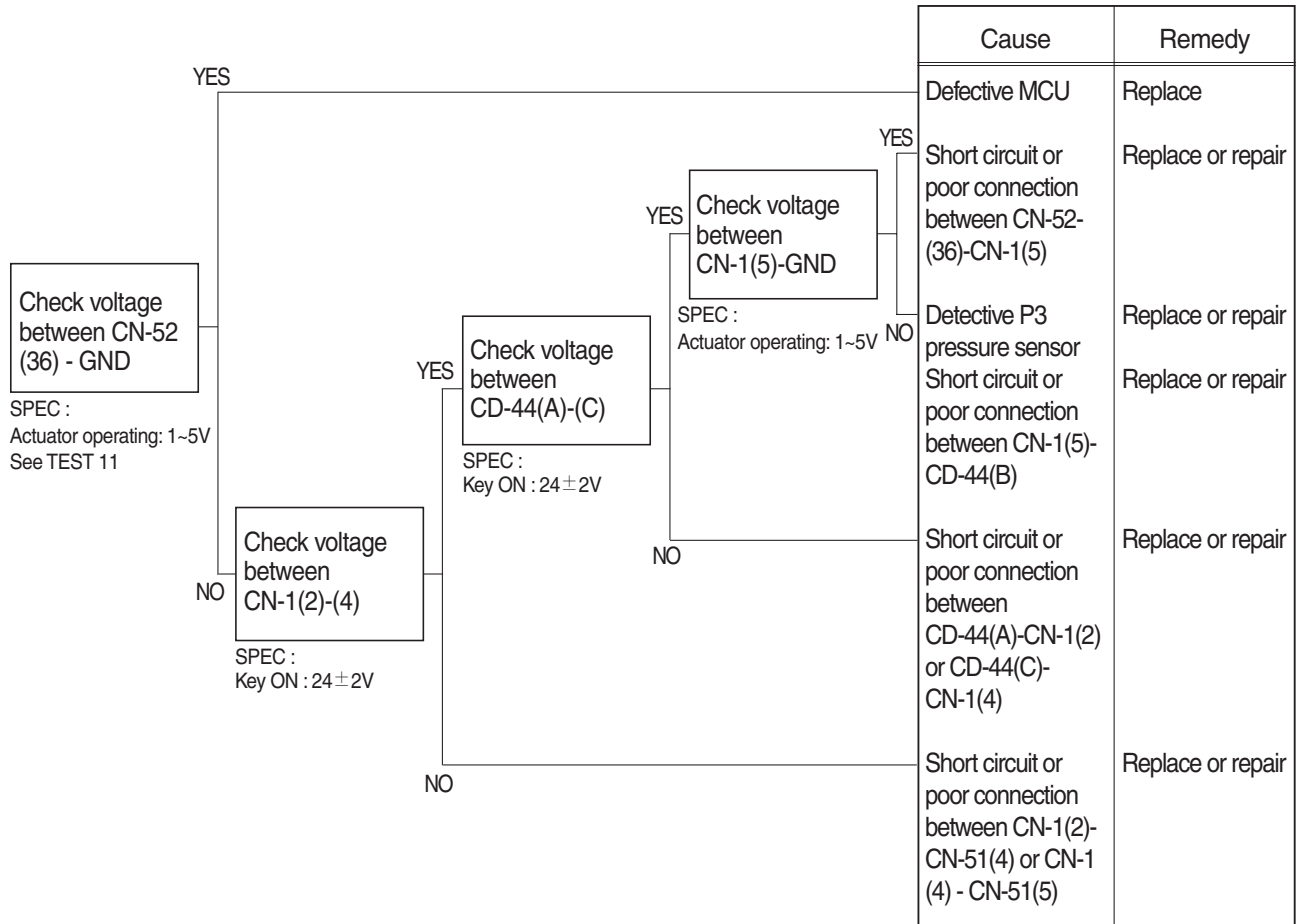 Cause
Remedy
YES
Defective MCU
Replace
YES
Short circuit or
poor connection
between CN-52-
(36)-CN-1(5)
Replace or repair
YES
Check voltage
between
CN-1(5)-GND
SPEC :
Actuator operating: 1~5V
NO
Detective P3
pressure sensor
Replace or repair
Short circuit or
poor connection
between CN-1(5)-
CD-44(B)
Replace or repair
Check voltage
between CN-52
(36) - GND
SPEC :
Actuator operating: 1~5V
See TEST 11
YES
Check voltage
between
CD-44(A)-(C)
SPEC :
Key ON : 24±2V
NO
Short circuit or
poor connection
between
CD-44(A)-CN-1(2)
or CD-44(C)-
CN-1(4)
Replace or repair
NO
Check voltage
between
CN-1(2)-(4)
SPEC :
Key ON : 24±2V
NO
Short circuit or
poor connection
between CN-1(2)-
CN-51(4) or CN-1
(4) - CN-51(5)
Replace or repair